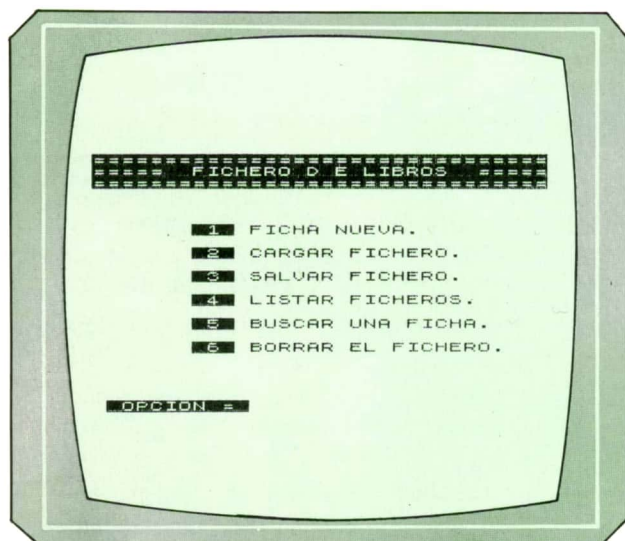 FICHERO D E LIBROS
1 FICHA NUEVA.
2 CARGAR FICHERO.
3 SALVAR FICHERO.
4 LISTAR FICHEROS.
5 BUSCAR UNA FICHA.
6 BORRAR EL FICHERO.
OPCION =